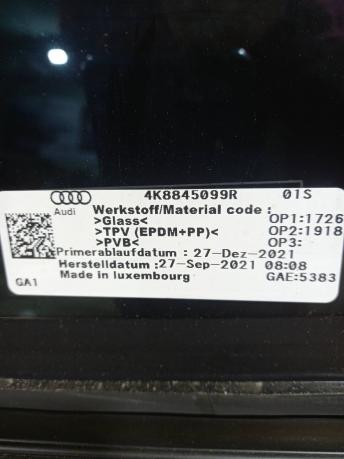 4K8845099R 01S
Audi Werkstoff/Material code :
>Glass< OP1:1726
>TPV (EPDM+PP)< OP2:1918
>PVB< OP3:
Primerablaufdatum : 27-Dez-2021
Herstelldatum :27-Sep-2021 08:08
GA1 Made in luxembourg GAE:5383